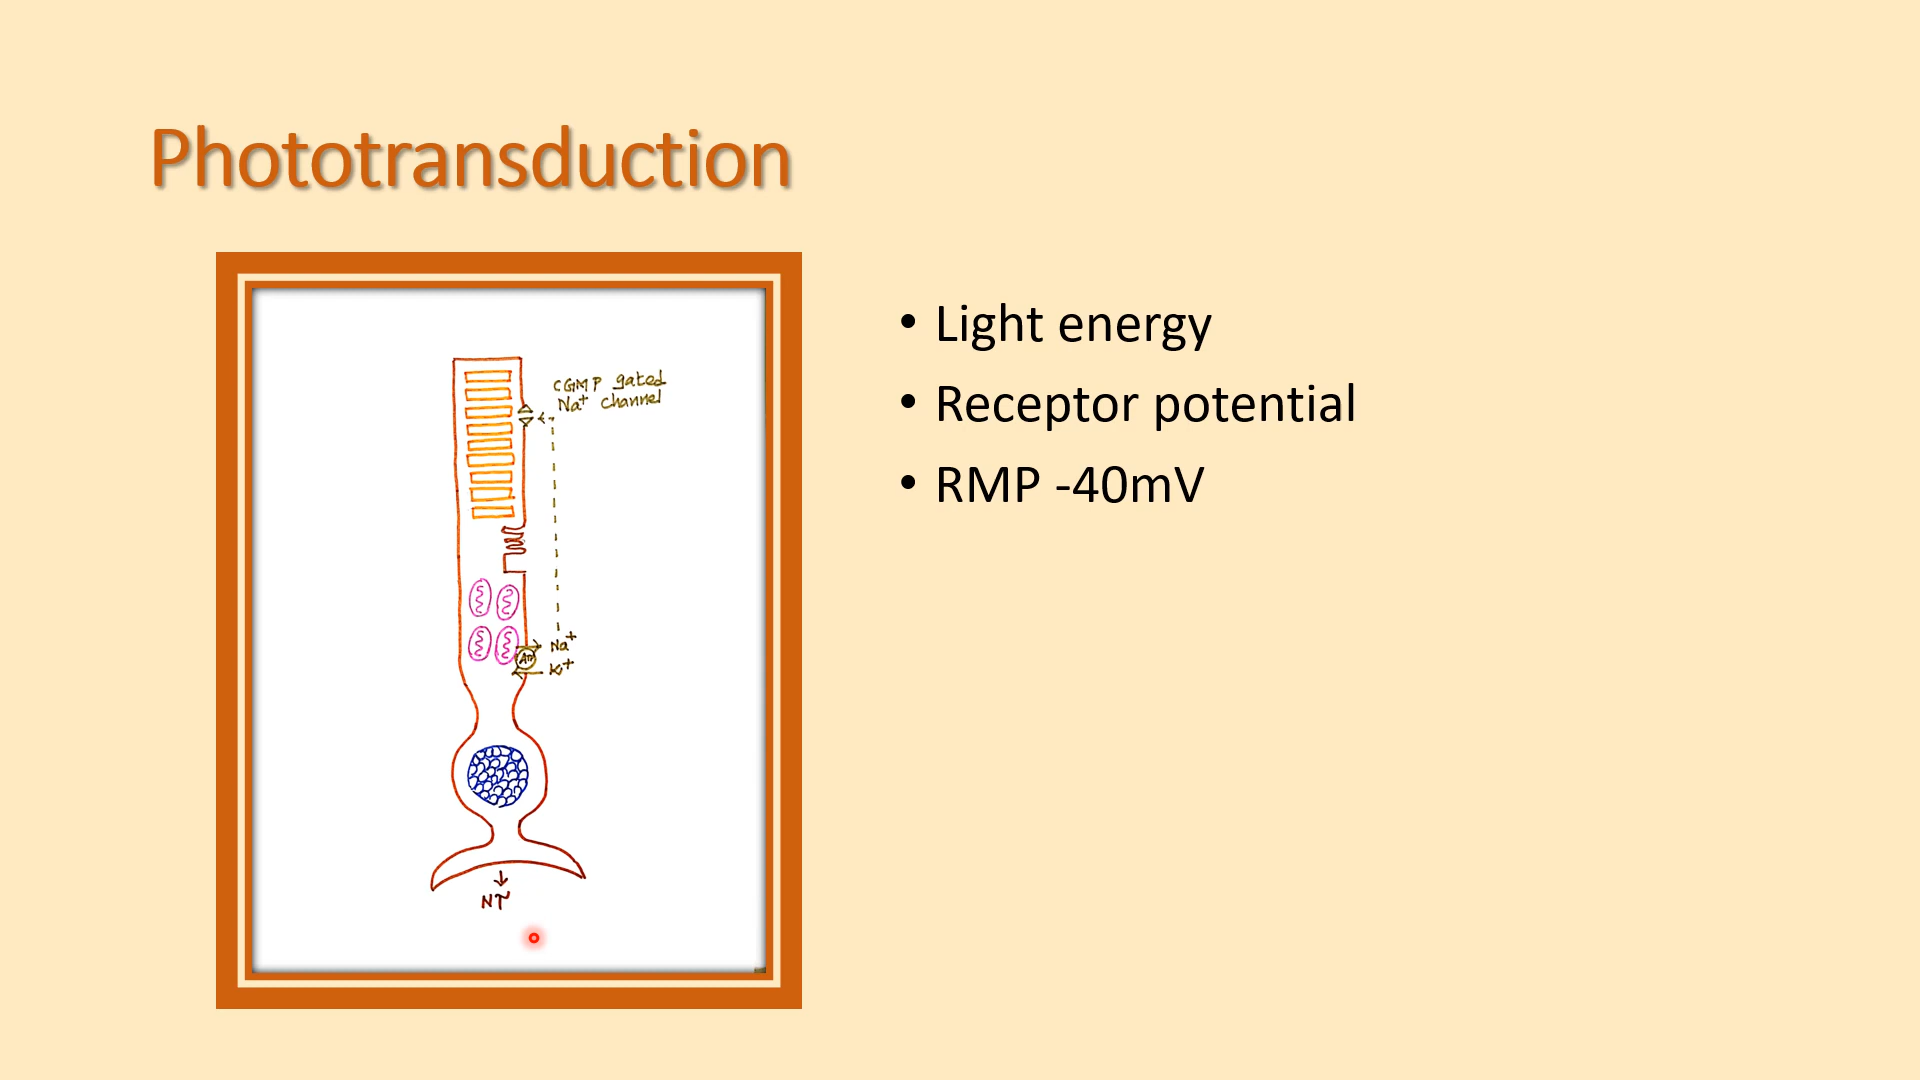 Phototransduction
CGMP gated
Na+ channel
Na+
K+
NT
• Light energy
• Receptor potential
• RMP -40mV